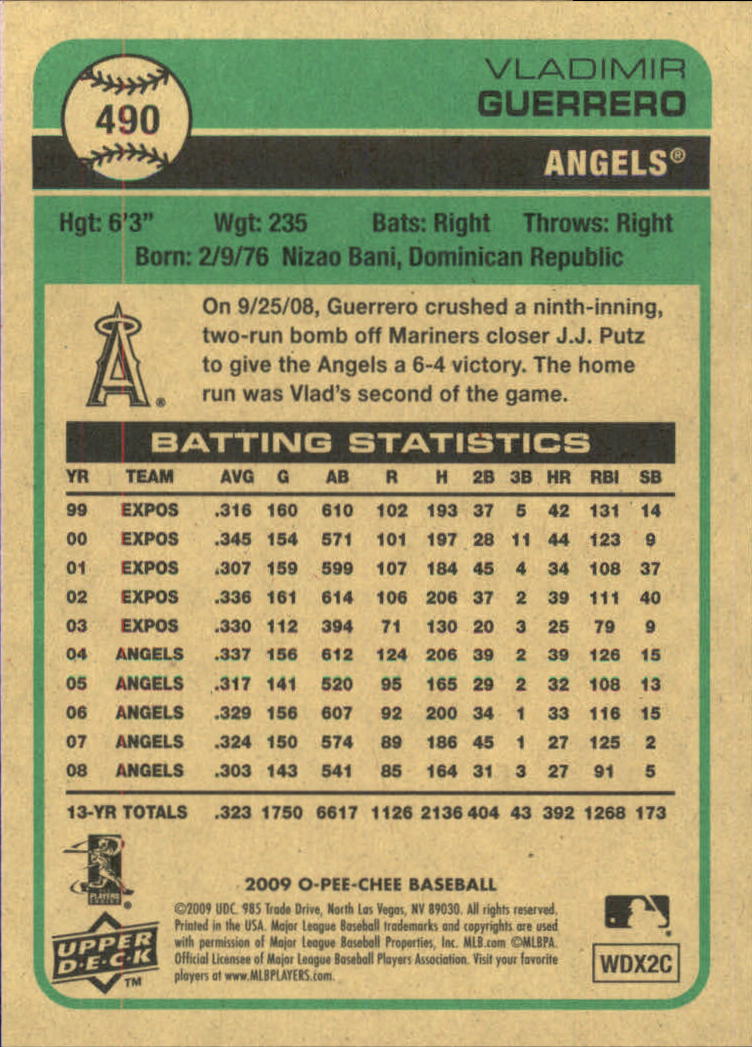 490
VLADIMIR
GUERRERO
ANGELS®
Hgt: 6'3" Wgt: 235 Bats: Right Throws: Right
Born: 2/9/76 Nizao Bani, Dominican Republic
On 9/25/08, Guerrero crushed a ninth-inning,
two-run bomb off Mariners closer J.J. Putz
to give the Angels a 6-4 victory. The home
run was Vlad's second of the game.
A®
BATTING STATISTICS
YR TEAM AVG G AB R H 2B 3B HR RBI SB
99 EXPOS .316 160 610 102 193 37 5 42 131 14
00 EXPOS .345 154 571 101 197 28 11 44 123 9
01 EXPOS .307 159 599 107 184 45 4 34 108 37
02 EXPOS .336 161 614 106 206 37 2 39 111 40
03 EXPOS .330 112 394 71 130 20 3 25 79 9
04 ANGELS .337 156 612 124 206 39 2 39 126 15
05 ANGELS .317 141 520 95 165 29 2 32 108 13
06 ANGELS .329 156 607 92 200 34 1 33 116 15
07 ANGELS .324 150 574 89 186 45 1 27 125 2
08 ANGELS .303 143 541 85 164 31 3 27 91 5
13-YR TOTALS .323 1750 6617 1126 2136 404 43 392 1268 173
2009 O-PEE-CHEE BASEBALL
©2009 UDC. 985 Trade Drive, North Las Vegas, NV 89030. All rights reserved.
Printed in the USA. Major League Baseball trademarks and copyrights are used
with permission of Major League Baseball Properties, Inc. MLB.com ©MLBPA.
Official Licensee of Major League Baseball Players Association. Visit your favorite
players at www.MLBPLAYERS.com.
UPPER
D·E·C·K
TM
WDX2C